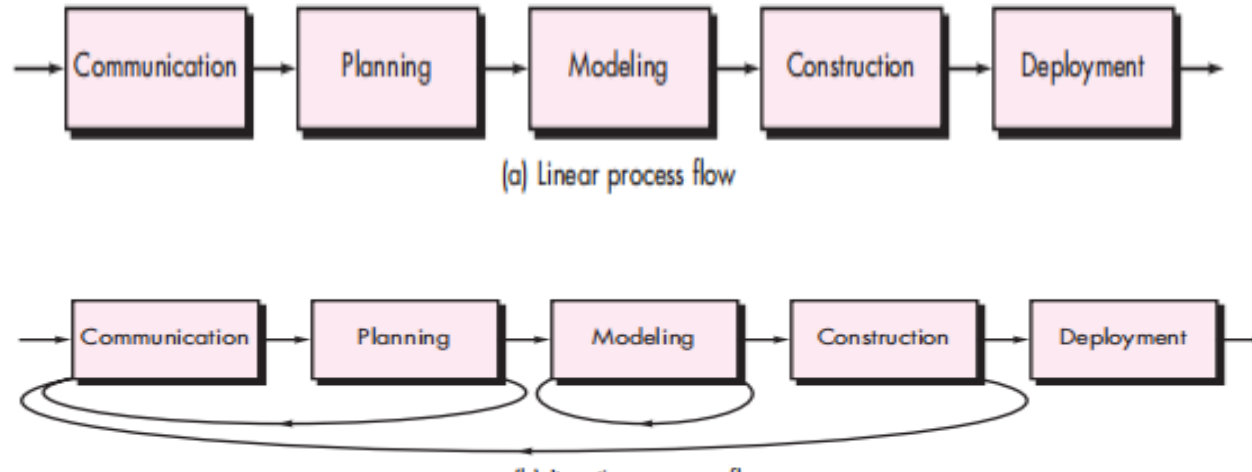 Communication Planning Modeling Construction Deployment
(a) Linear process flow
Communication Planning Modeling Construction Deployment